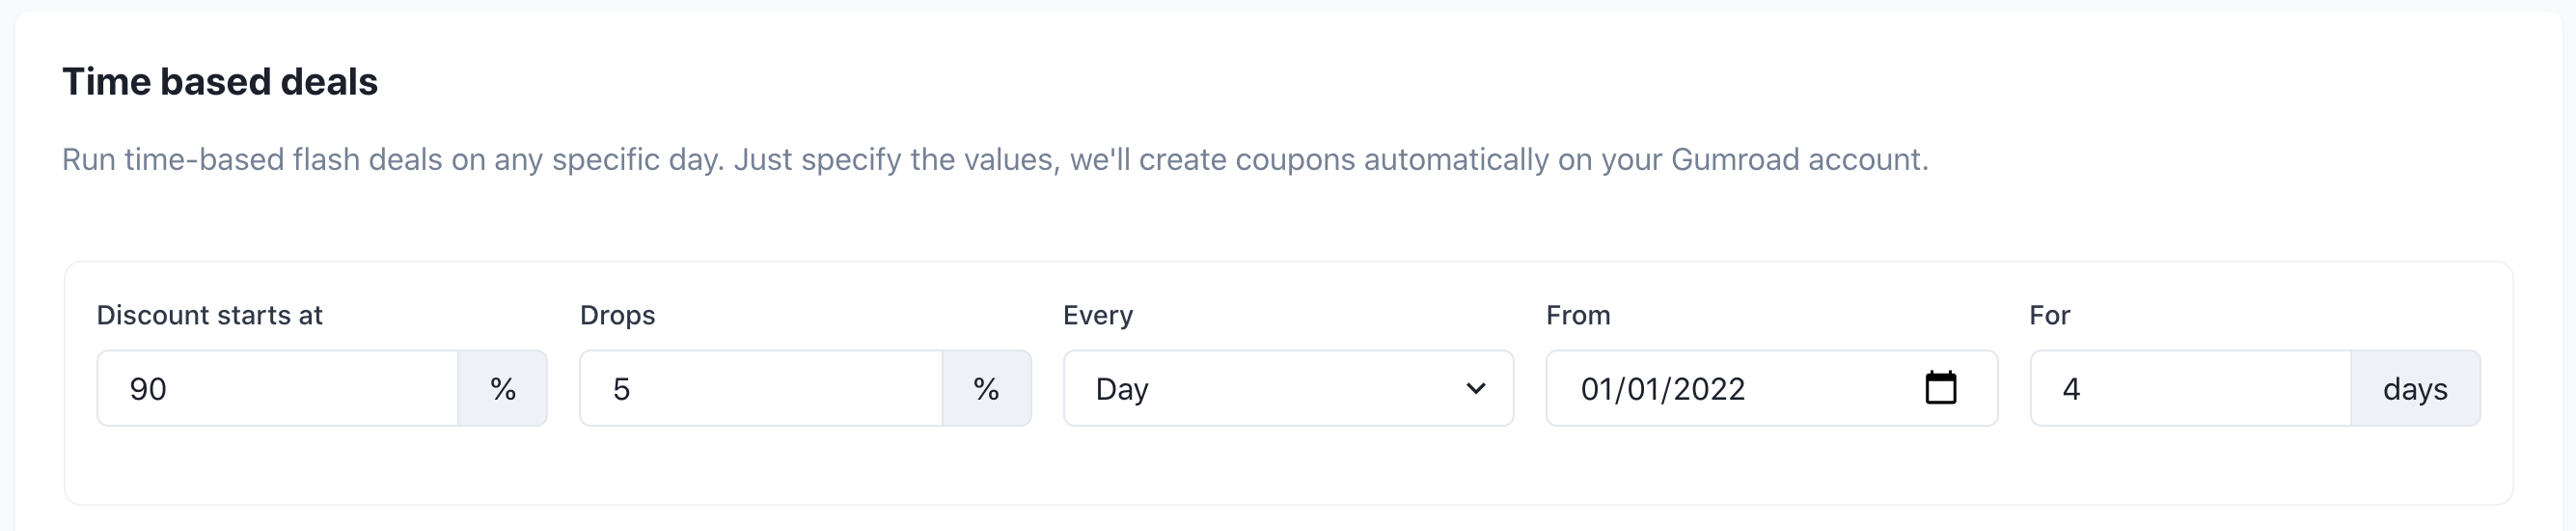 Time based deals
Run time-based flash deals on any specific day. Just specify the values, we'll create coupons automatically on your Gumroad account.
Discount starts at Drops Every From For
90 % 5 % Day 01/01/2022 4 days